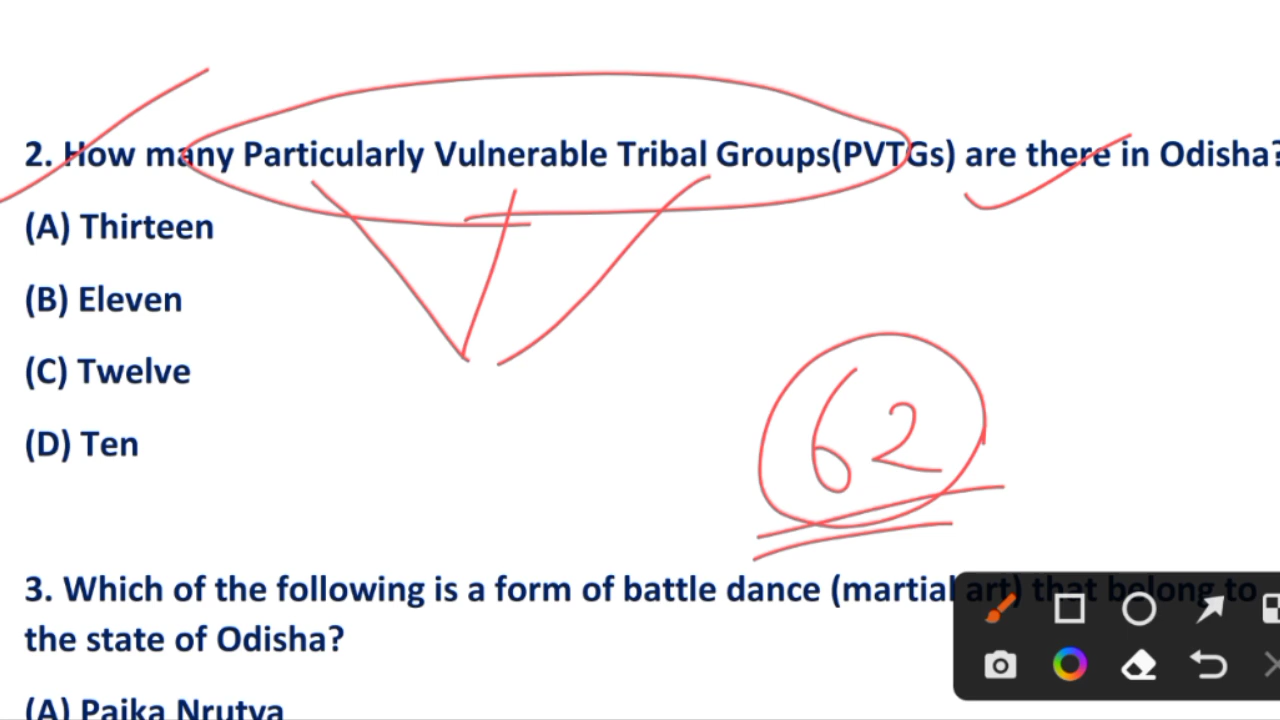 2. How many Particularly Vulnerable Tribal Groups(PVTGs) are there in Odisha?
(A) Thirteen
(B) Eleven
(C) Twelve
(D) Ten
62
3. Which of the following is a form of battle dance (martial art) that belong to
the state of Odisha?
(A) Paika Nrutya